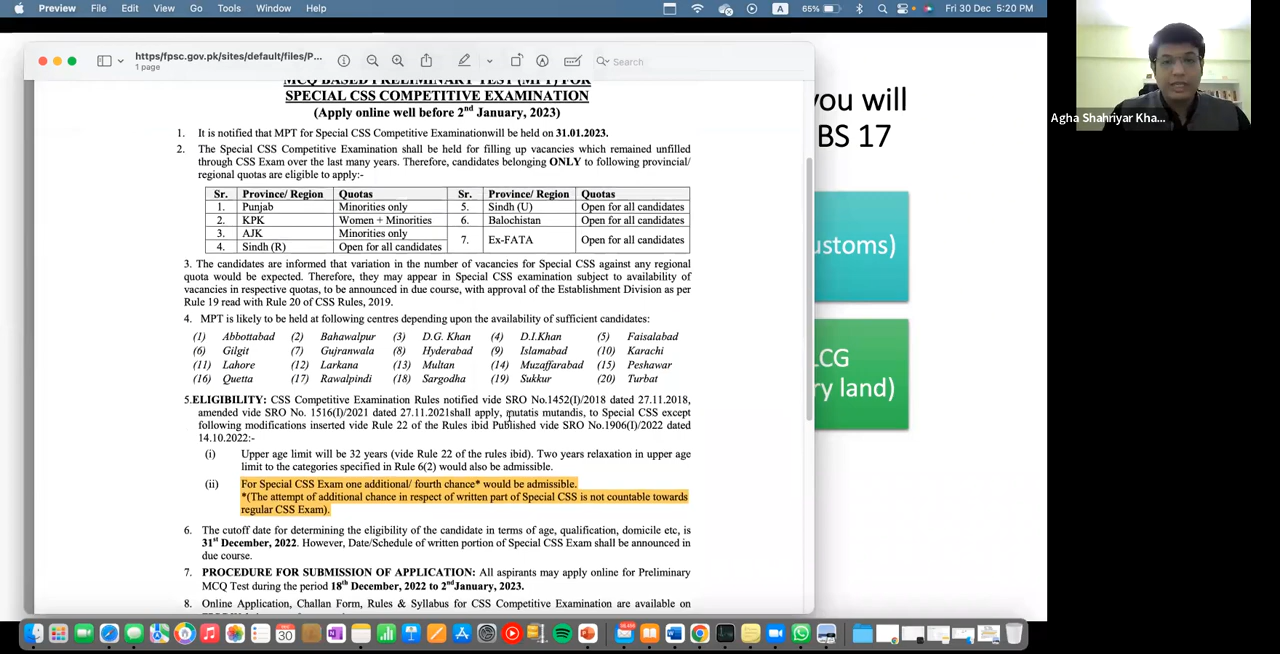 Preview File Edit View Go Tools Window Help
A 65% Fri 30 Dec 5:20 PM
https/fpsc.gov.pk/sites/default/files/P...
1 page
Search
MCQ BASED PRELIMINARY TEST (MPT) FOR
SPECIAL CSS COMPETITIVE EXAMINATION
(Apply online well before 2nd January, 2023)
1. It is notified that MPT for Special CSS Competitive Examinationwill be held on 31.01.2023.
2. The Special CSS Competitive Examination shall be held for filling up vacancies which remained unfilled
through CSS Exam over the last many years. Therefore, candidates belonging ONLY to following provincial/
regional quotas are eligible to apply:-
Sr. Province/ Region Quotas Sr. Province/ Region Quotas
1. Punjab Minorities only 5. Sindh (U) Open for all candidates
2. KPK Women + Minorities 6. Balochistan Open for all candidates
3. AJK Minorities only 7. Ex-FATA Open for all candidates
4. Sindh (R) Open for all candidates
3. The candidates are informed that variation in the number of vacancies for Special CSS against any regional
quota would be expected. Therefore, they may appear in Special CSS examination subject to availability of
vacancies in respective quotas, to be announced in due course, with approval of the Establishment Division as per
Rule 19 read with Rule 20 of CSS Rules, 2019.
4. MPT is likely to be held at following centres depending upon the availability of sufficient candidates:
(1) Abbottabad (2) Bahawalpur (3) D.G. Khan (4) D.I.Khan (5) Faisalabad
(6) Gilgit (7) Gujranwala (8) Hyderabad (9) Islamabad (10) Karachi
(11) Lahore (12) Larkana (13) Multan (14) Muzaffarabad (15) Peshawar
(16) Quetta (17) Rawalpindi (18) Sargodha (19) Sukkur (20) Turbat
5.ELIGIBILITY: CSS Competitive Examination Rules notified vide SRO No.1452(I)/2018 dated 27.11.2018,
amended vide SRO No. 1516(I)/2021 dated 27.11.2021shall apply, mutatis mutandis, to Special CSS except
following modifications inserted vide Rule 22 of the Rules ibid Published vide SRO No.1906(I)/2022 dated
14.10.2022:-
(i) Upper age limit will be 32 years (vide Rule 22 of the rules ibid). Two years relaxation in upper age
limit to the categories specified in Rule 6(2) would also be admissible.
(ii) For Special CSS Exam one additional/ fourth chance* would be admissible.
*(The attempt of additional chance in respect of written part of Special CSS is not countable towards
regular CSS Exam).
6. The cutoff date for determining the eligibility of the candidate in terms of age, qualification, domicile etc, is
31st December, 2022. However, Date/Schedule of written portion of Special CSS Exam shall be announced in
due course.
7. PROCEDURE FOR SUBMISSION OF APPLICATION: All aspirants may apply online for Preliminary
MCQ Test during the period 18th December, 2022 to 2nd January, 2023.
8. Online Application, Challan Form, Rules & Syllabus for CSS Competitive Examination are available on
you will
BS 17
ustoms)
LCG
ry land)
Agha Shahriyar Kha...